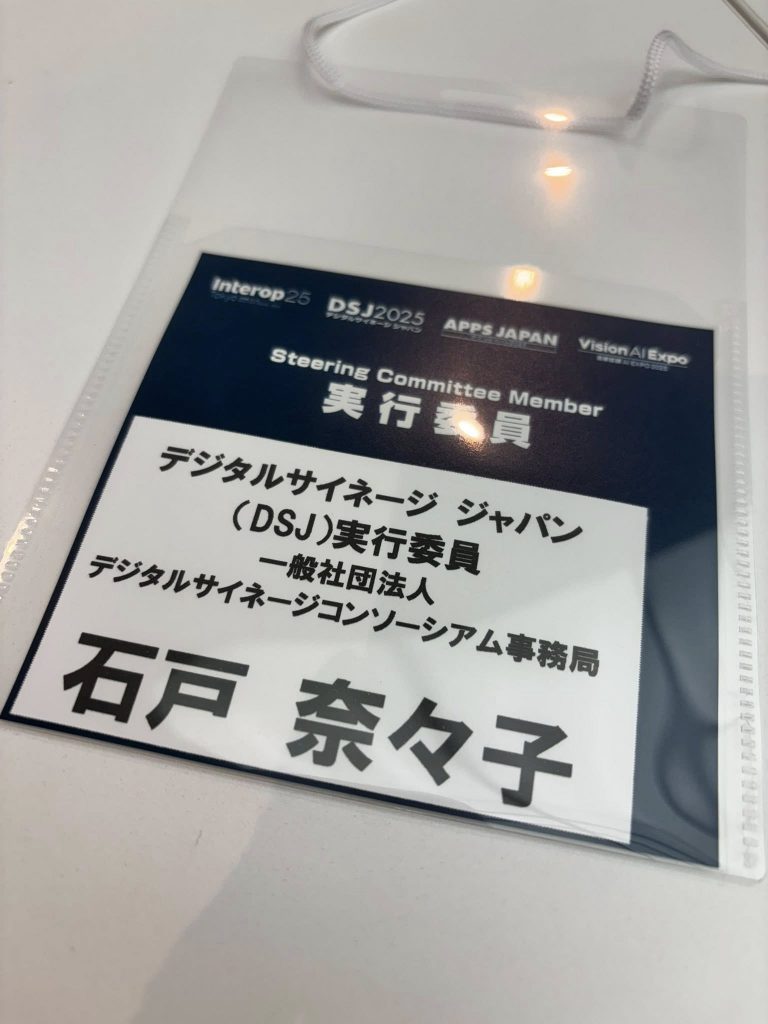 Interop25
DSJ2025
デジタルサイネージ ジャパン
APPS JAPAN
Vision AI Expo
Steering Committee Member
実行委員
デジタルサイネージ ジャパン
(DSJ)実行委員
一般社団法人
デジタルサイネージコンソーシアム事務局
石戸 奈々子